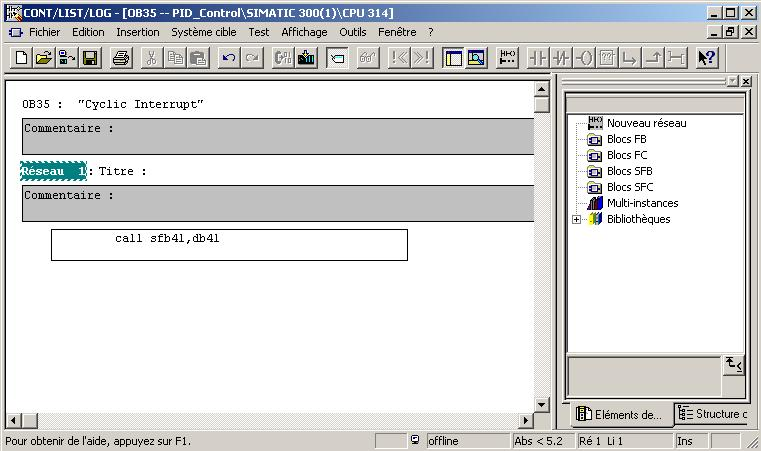 CONT/LIST/LOG - [OB35 -- PID_Control\SIMATIC 300(1)\CPU 314]
Fichier Edition Insertion Système cible Test Affichage Outils Fenêtre ?
OB35 : "Cyclic Interrupt"
Commentaire :
Réseau 1: Titre :
Commentaire :
call sfb41,db41
Nouveau réseau
Blocs FB
Blocs FC
Blocs SFB
Blocs SFC
Multi-instances
Bibliothèques
Eléments de... Structure d
Pour obtenir de l'aide, appuyez sur F1. offline Abs < 5.2 Ré 1 Li 1 Ins